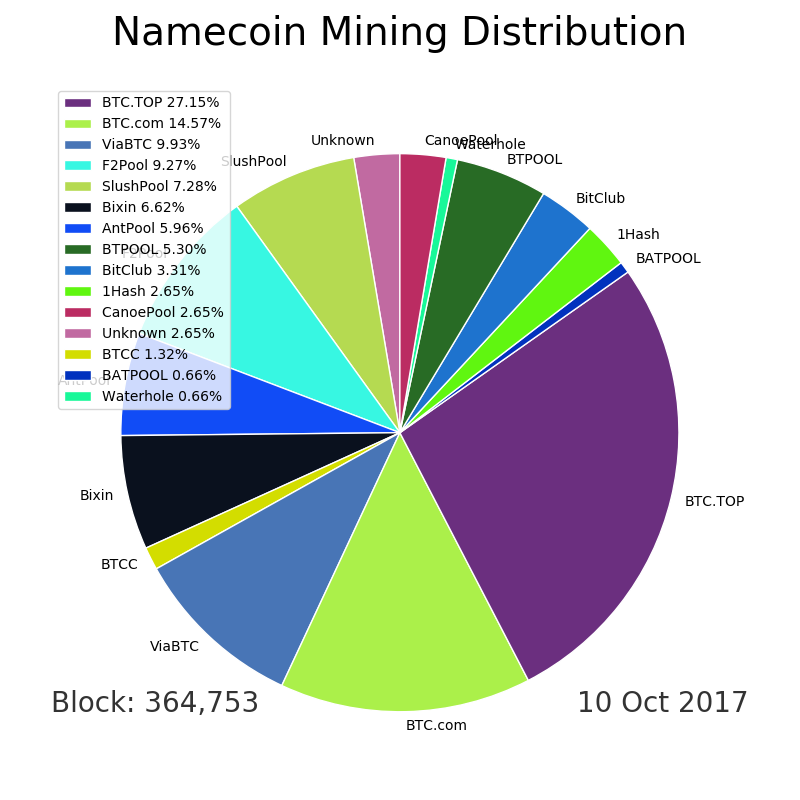 Namecoin Mining Distribution
BTC.TOP 27.15%
BTC.com 14.57%
ViaBTC 9.93%
F2Pool 9.27%
SlushPool 7.28%
Bixin 6.62%
AntPool 5.96%
BTPOOL 5.30%
BitClub 3.31%
1Hash 2.65%
CanoePool 2.65%
Unknown 2.65%
BTCC 1.32%
BATPOOL 0.66%
Waterhole 0.66%
Unknown
CanoePool
Waterhole
BTPOOL
SlushPool
BitClub
1Hash
F2Pool
BATPOOL
AntPool
Bixin
BTC.TOP
BTCC
ViaBTC
BTC.com
Block: 364,753
10 Oct 2017